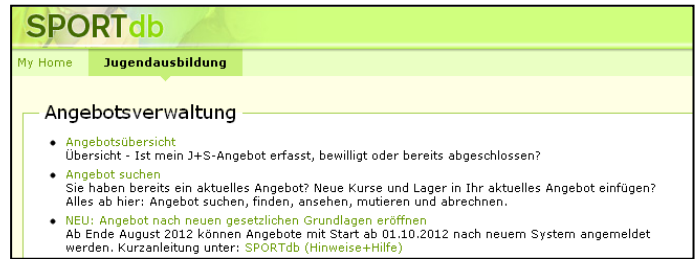 SPORTdb
My Home Jugendausbildung
Angebotsverwaltung
• Angebotsübersicht
Übersicht - Ist mein J+S-Angebot erfasst, bewilligt oder bereits abgeschlossen?
• Angebot suchen
Sie haben bereits ein aktuelles Angebot? Neue Kurse und Lager in Ihr aktuelles Angebot einfügen?
Alles ab hier: Angebot suchen, finden, ansehen, mutieren und abrechnen.
• NEU: Angebot nach neuen gesetzlichen Grundlagen eröffnen
Ab Ende August 2012 können Angebote mit Start ab 01.10.2012 nach neuem System angemeldet
werden. Kurzanleitung unter: SPORTdb (Hinweise+Hilfe)